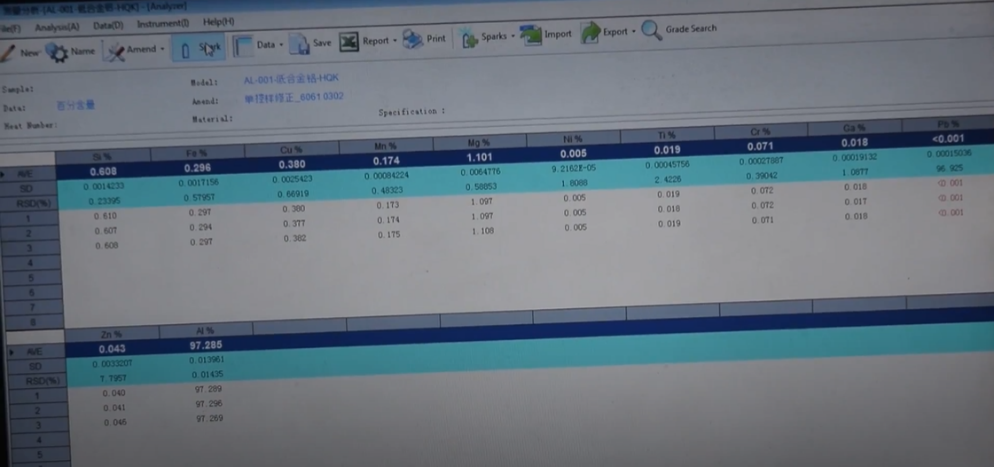 测量分析 [AL-001-低合金铝-HQK] - [Analyzer]
File(F) Analysis(A) Data(D) Instrument(I) Help(H)
New Name Amend Spark Data Save Report Print Sparks Import Export Grade Search
Sample: Model: AL-001-低合金铝-HQK
Data: 百分含量 Amend: 单控样修正_6061 0302
Heat Number: Material: Specification :
Si % Fe % Cu % Mn % Mg % Ni % Ti % Cr % Ga % Pb %
AVE 0.608 0.296 0.380 0.174 1.101 0.005 0.019 0.071 0.018 <0.001
SD 0.0014233 0.0017156 0.0025423 0.00084224 0.0064776 9.2162E-05 0.00045756 0.00027887 0.00019132 0.00015036
RSD(%) 0.23395 0.57957 0.66919 0.48323 0.58853 1.8088 2.4226 0.39042 1.0877 96.925
1 0.610 0.297 0.380 0.173 1.097 0.005 0.019 0.072 0.018 <0.001
2 0.607 0.294 0.377 0.174 1.097 0.005 0.018 0.072 0.017 <0.001
3 0.608 0.297 0.382 0.175 1.108 0.005 0.019 0.071 0.018 <0.001
4
5
6
7
8
Zn % Al %
AVE 0.043 97.285
SD 0.0033207 0.013961
RSD(%) 7.7957 0.01435
1 0.040 97.289
2 0.041 97.296
3 0.046 97.269
4
5